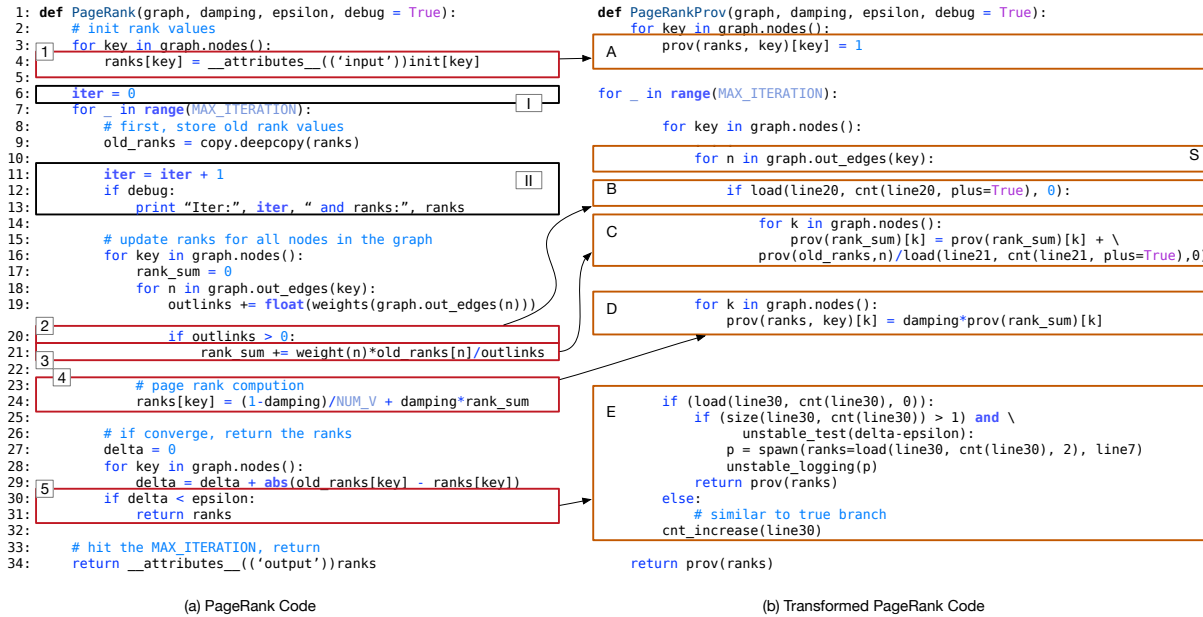 1: def PageRank(graph, damping, epsilon, debug = True):
2: # init rank values
3: for key in graph.nodes():
1
4: ranks[key] = __attributes__(('input'))init[key]
5:
6: iter = 0
I
7: for _ in range(MAX_ITERATION):
8: # first, store old rank values
9: old_ranks = copy.deepcopy(ranks)
10:
11: iter = iter + 1
II
12: if debug:
13: print “Iter:”, iter, “ and ranks:”, ranks
14:
15: # update ranks for all nodes in the graph
16: for key in graph.nodes():
17: rank_sum = 0
18: for n in graph.out_edges(key):
19: outlinks += float(weights(graph.out_edges(n)))
2
20: if outlinks > 0:
21: rank_sum += weight(n)*old_ranks[n]/outlinks
3
22:
4
23: # page rank compution
24: ranks[key] = (1-damping)/NUM_V + damping*rank_sum
25:
26: # if converge, return the ranks
27: delta = 0
28: for key in graph.nodes():
29: delta = delta + abs(old_ranks[key] - ranks[key])
5
30: if delta < epsilon:
31: return ranks
32:
33: # hit the MAX_ITERATION, return
34: return __attributes__(('output'))ranks
(a) PageRank Code
def PageRankProv(graph, damping, epsilon, debug = True):
for key in graph.nodes():
A
prov(ranks, key)[key] = 1
for _ in range(MAX_ITERATION):
for key in graph.nodes():
for n in graph.out_edges(key):
S
B
if load(line20, cnt(line20, plus=True), 0):
C
for k in graph.nodes():
prov(rank_sum)[k] = prov(rank_sum)[k] + \
prov(old_ranks,n)/load(line21, cnt(line21, plus=True),0)
D
for k in graph.nodes():
prov(ranks, key)[k] = damping*prov(rank_sum)[k]
E
if (load(line30, cnt(line30), 0)):
if (size(line30, cnt(line30)) > 1) and \
unstable_test(delta-epsilon):
p = spawn(ranks=load(line30, cnt(line30), 2), line7)
unstable_logging(p)
return prov(ranks)
else:
# similar to true branch
cnt_increase(line30)
return prov(ranks)
(b) Transformed PageRank Code